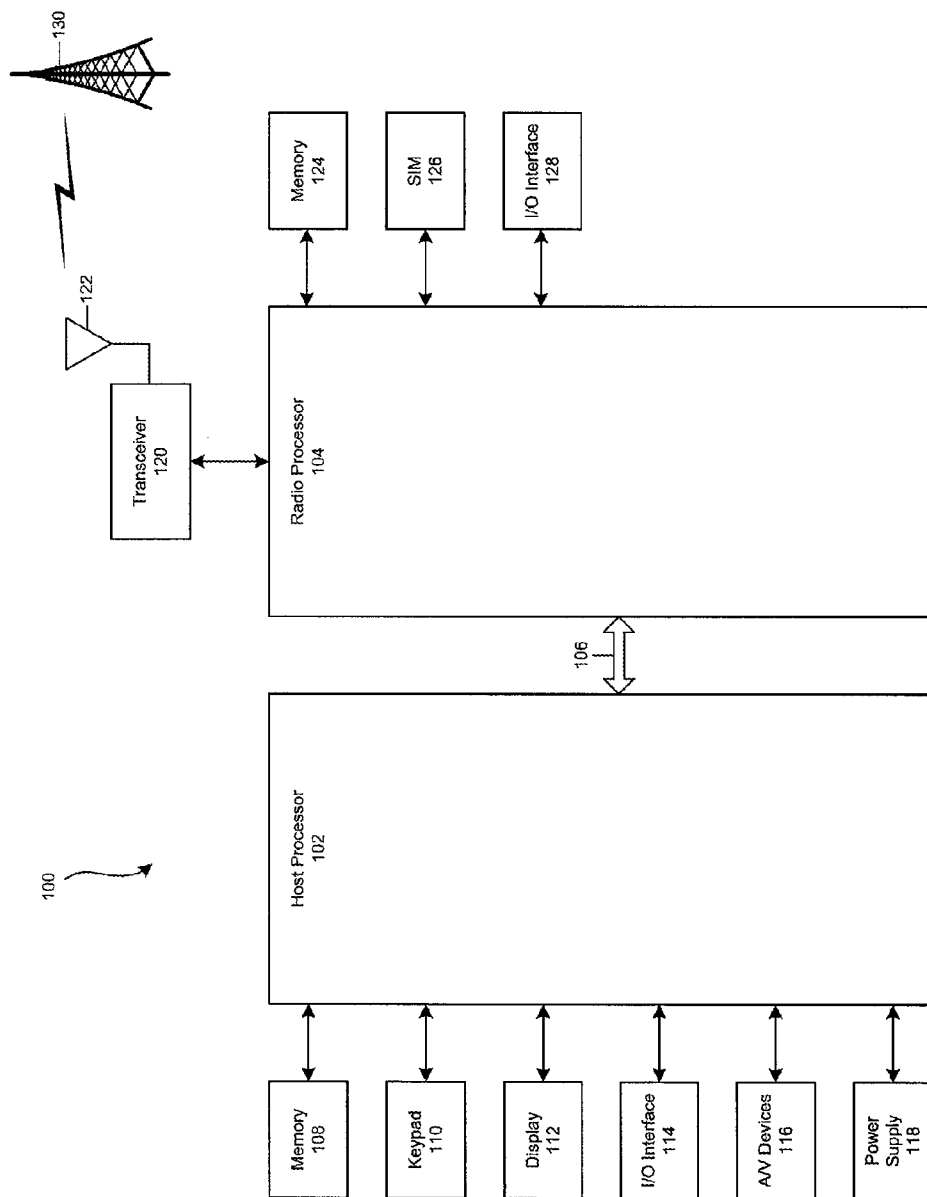 100
130
122
Transceiver
120
Host Processor
102
106
Radio Processor
104
Memory
108
Keypad
110
Display
112
I/O Interface
114
A/V Devices
116
Power
Supply
118
Memory
124
SIM
126
I/O Interface
128